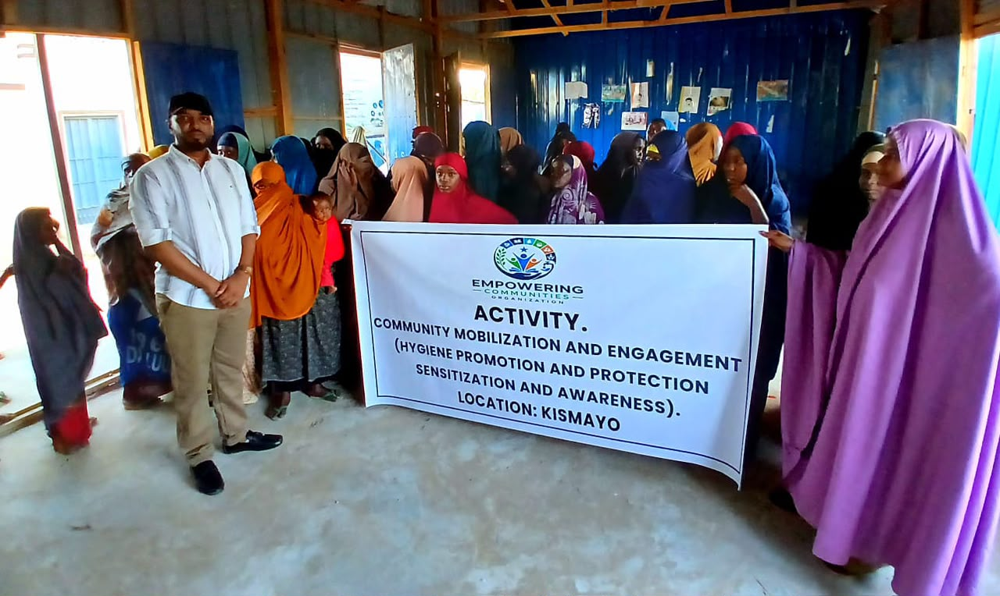 EMPOWERING
COMMUNITIES
ORGANIZATION
ACTIVITY.
COMMUNITY MOBILIZATION AND ENGAGEMENT
(HYGIENE PROMOTION AND PROTECTION
SENSITIZATION AND AWARENESS).
LOCATION: KISMAYO